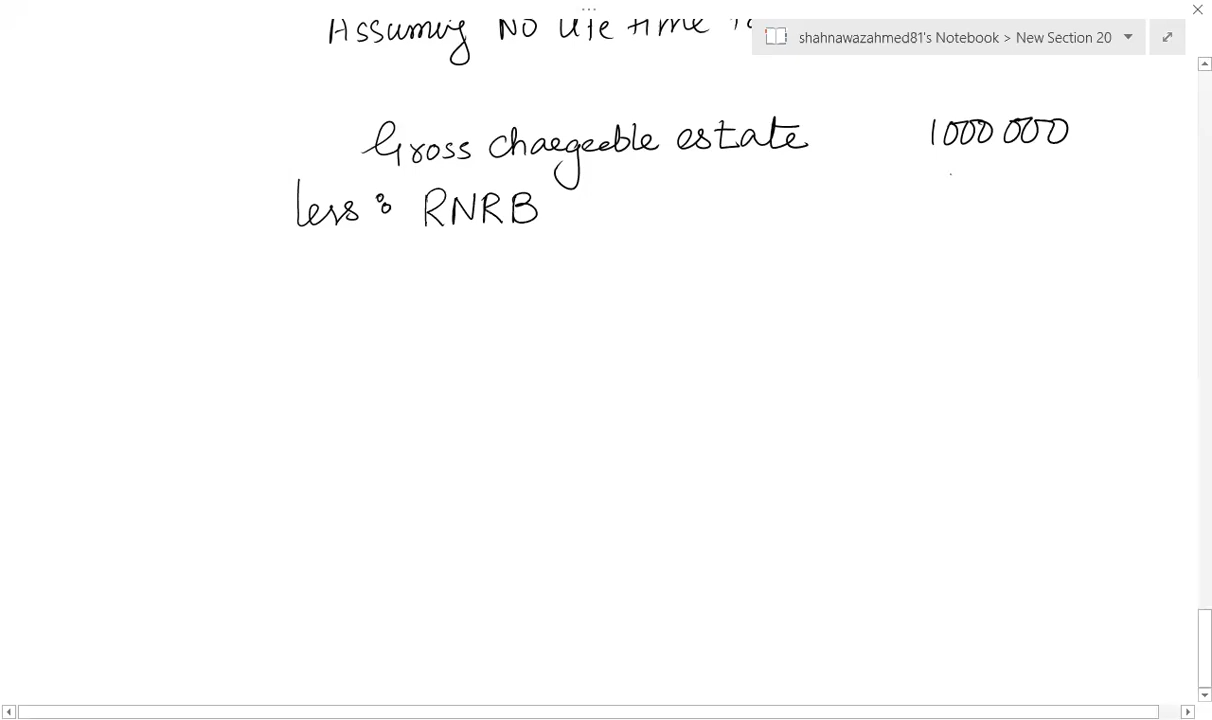 Assuming No life time
shahnawazahmed81's Notebook > New Section 20
Gross chargeable estate 1000 000
less : RNRB